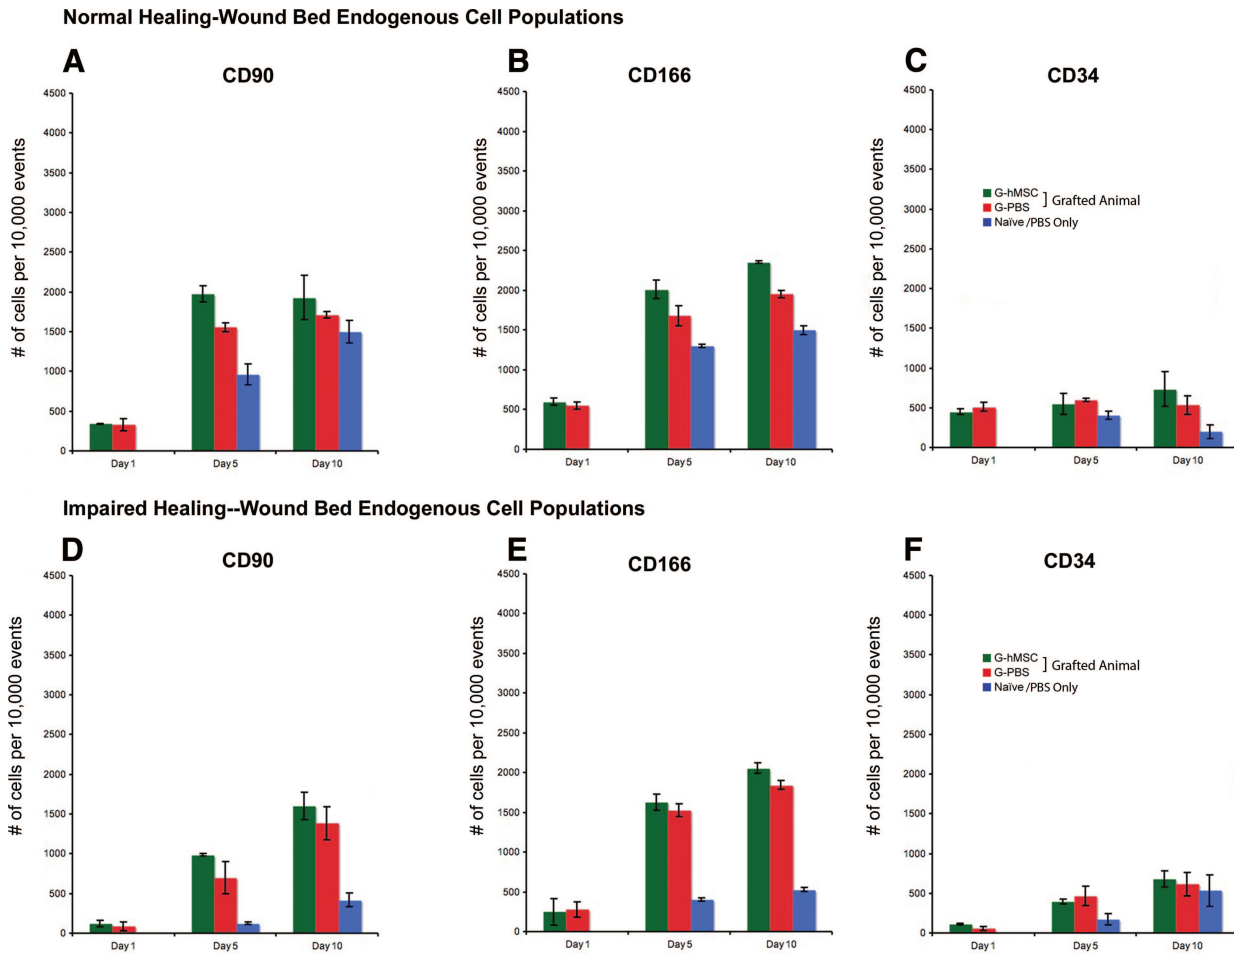 Normal Healing-Wound Bed Endogenous Cell Populations
A
CD90
# of cells per 10,000 events
4500
4000
3500
3000
2500
2000
1500
1000
500
0
Day 1
Day 5
Day 10
B
CD166
# of cells per 10,000 events
4500
4000
3500
3000
2500
2000
1500
1000
500
0
Day 1
Day 5
Day 10
C
CD34
# of cells per 10,000 events
4500
4000
3500
3000
2500
2000
1500
1000
500
0
G-hMSC
G-PBS
Grafted Animal
Naïve/PBS Only
Day 1
Day 5
Day 10
Impaired Healing--Wound Bed Endogenous Cell Populations
D
CD90
# of cells per 10,000 events
4500
4000
3500
3000
2500
2000
1500
1000
500
0
Day 1
Day 5
Day 10
E
CD166
# of cells per 10,000 events
4500
4000
3500
3000
2500
2000
1500
1000
500
0
Day 1
Day 5
Day 10
F
CD34
# of cells per 10,000 events
4500
4000
3500
3000
2500
2000
1500
1000
500
0
G-hMSC
G-PBS
Grafted Animal
Naïve/PBS Only
Day 1
Day 5
Day 10